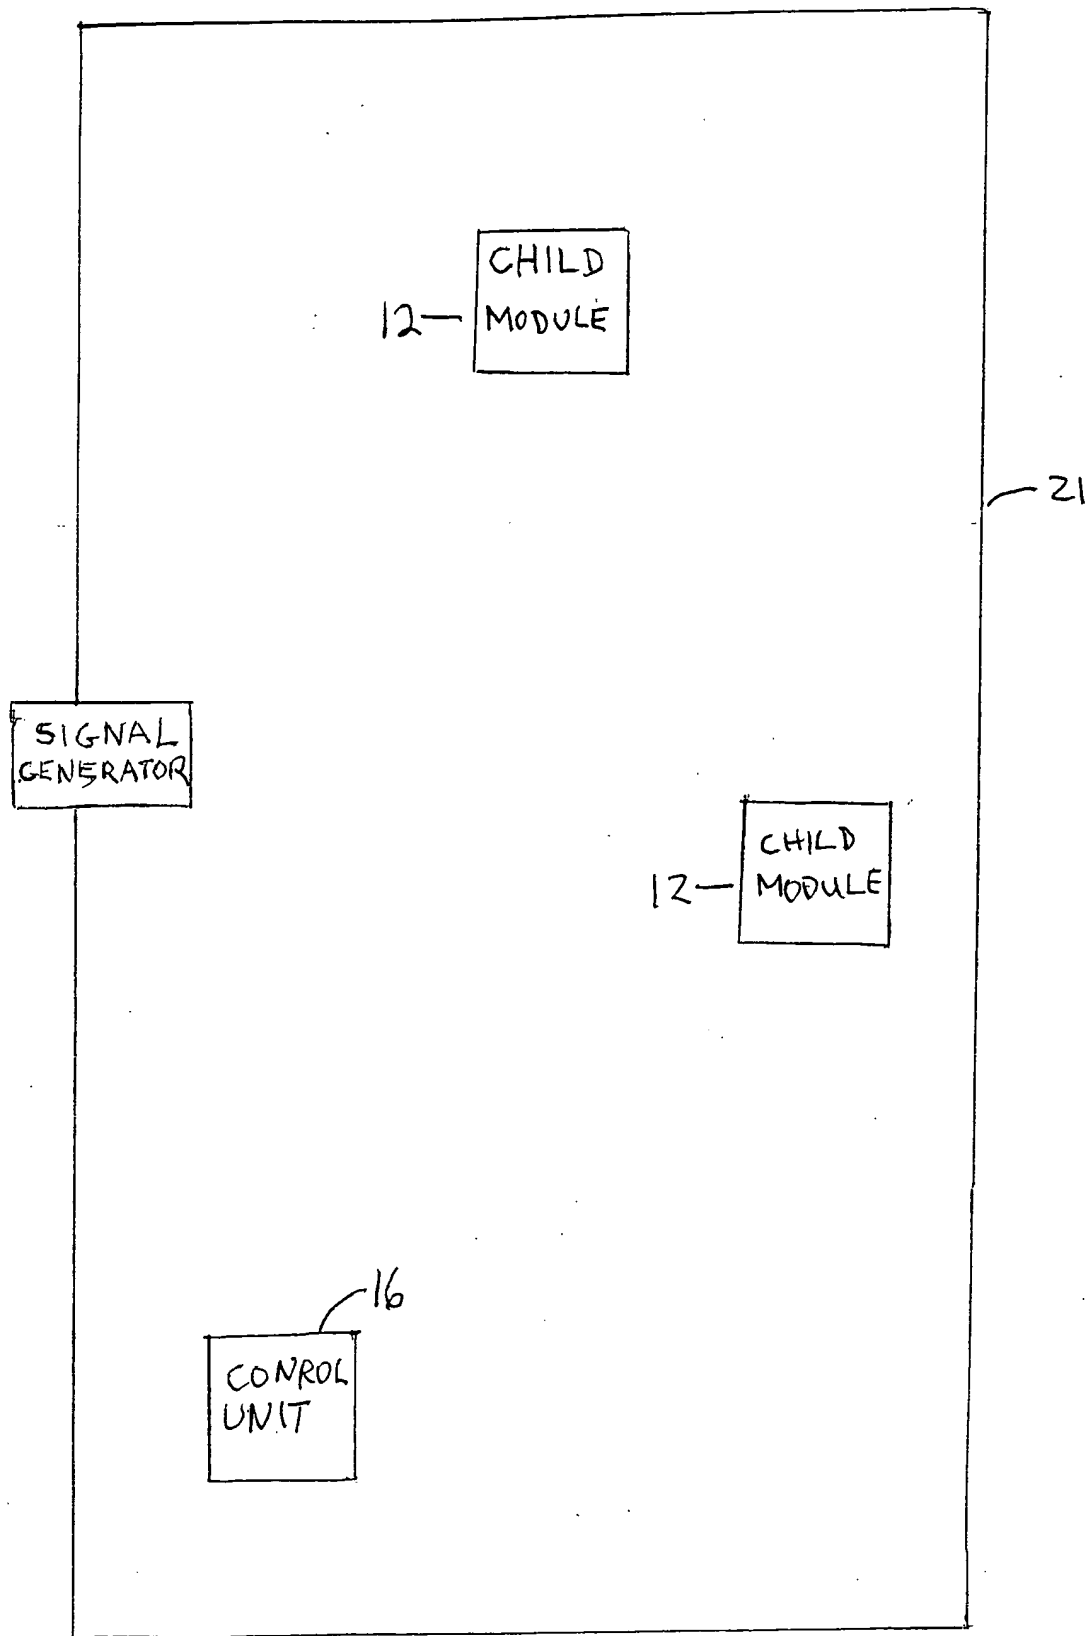 CHILD
12 MODULE
21
SIGNAL
GENERATOR
CHILD
12 MODULE
16
CONROL
UNIT